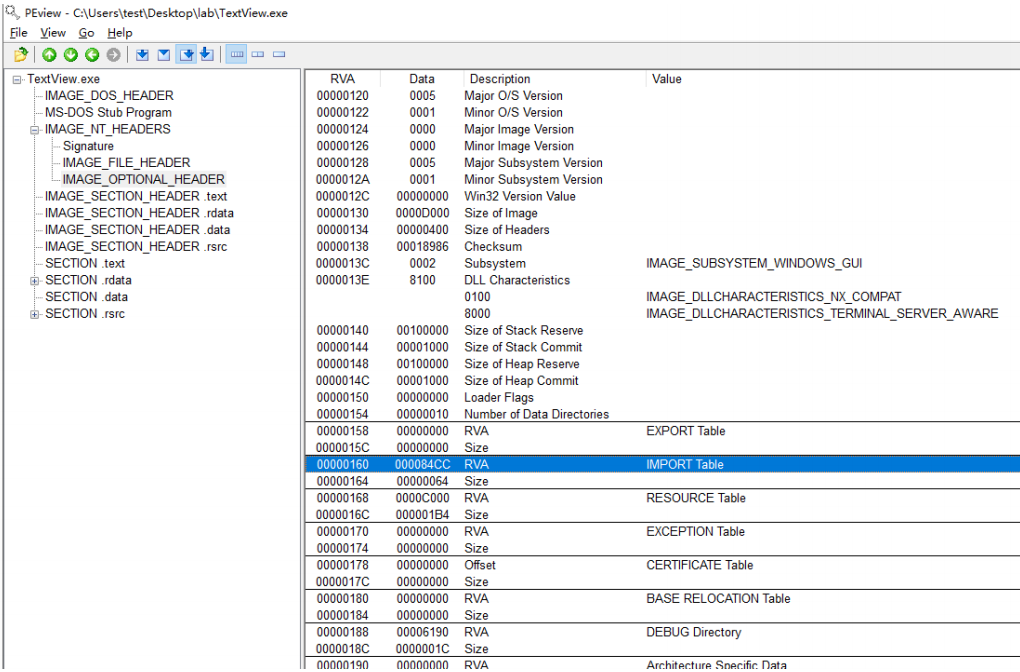 PEview - C:\Users\test\Desktop\lab\TextView.exe
File View Go Help
TextView.exe
IMAGE_DOS_HEADER
MS-DOS Stub Program
IMAGE_NT_HEADERS
Signature
IMAGE_FILE_HEADER
IMAGE_OPTIONAL_HEADER
IMAGE_SECTION_HEADER .text
IMAGE_SECTION_HEADER .rdata
IMAGE_SECTION_HEADER .data
IMAGE_SECTION_HEADER .rsrc
SECTION .text
SECTION .rdata
SECTION .data
SECTION .rsrc
RVA Data Description Value
00000120 0005 Major O/S Version
00000122 0001 Minor O/S Version
00000124 0000 Major Image Version
00000126 0000 Minor Image Version
00000128 0005 Major Subsystem Version
0000012A 0001 Minor Subsystem Version
0000012C 00000000 Win32 Version Value
00000130 0000D000 Size of Image
00000134 00000400 Size of Headers
00000138 00018986 Checksum
0000013C 0002 Subsystem IMAGE_SUBSYSTEM_WINDOWS_GUI
0000013E 8100 DLL Characteristics
0100 IMAGE_DLLCHARACTERISTICS_NX_COMPAT
8000 IMAGE_DLLCHARACTERISTICS_TERMINAL_SERVER_AWARE
00000140 00100000 Size of Stack Reserve
00000144 00001000 Size of Stack Commit
00000148 00100000 Size of Heap Reserve
0000014C 00001000 Size of Heap Commit
00000150 00000000 Loader Flags
00000154 00000010 Number of Data Directories
00000158 00000000 RVA EXPORT Table
0000015C 00000000 Size
00000160 000084CC RVA IMPORT Table
00000164 00000064 Size
00000168 0000C000 RVA RESOURCE Table
0000016C 000001B4 Size
00000170 00000000 RVA EXCEPTION Table
00000174 00000000 Size
00000178 00000000 Offset CERTIFICATE Table
0000017C 00000000 Size
00000180 00000000 RVA BASE RELOCATION Table
00000184 00000000 Size
00000188 00006190 RVA DEBUG Directory
0000018C 0000001C Size
00000190 00000000 RVA Architecture Specific Data